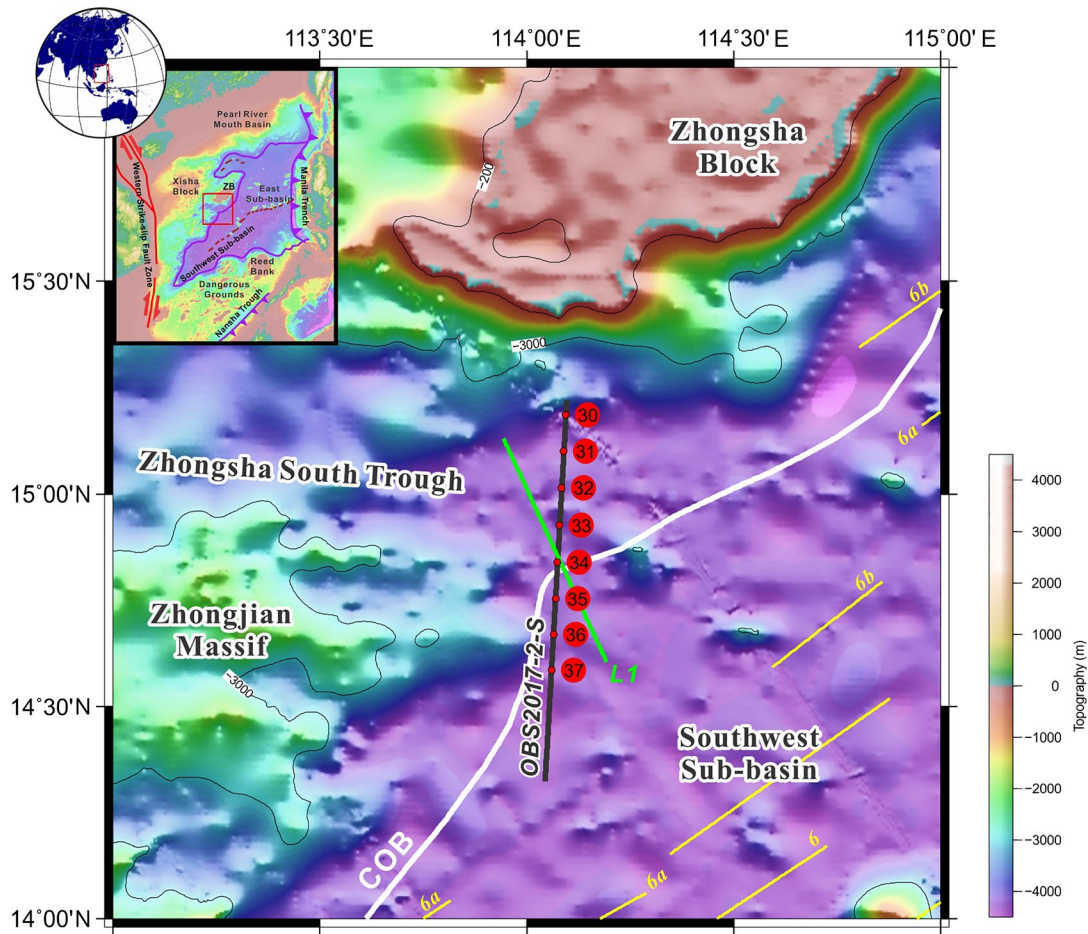 113°30'E
114°00'E
114°30'E
115°00'E
Pearl River
Mouth Basin
Xisha
Block
ZB
East
Sub-basin
Manila Trench
Western Strike-slip Fault Zone
Southwest Sub-basin
Reed
Bank
Dangerous
Grounds
Nansha Trough
Zhongsha
Block
−200
15°30'N
6b
−3000
6a
30
31
32
33
34
35
36
37
Zhongsha South Trough
15°00'N
Zhongjian
Massif
−3000
6b
L1
OBS2017-2-S
Southwest
Sub-basin
14°30'N
COB
6
6a
6a
14°00'N
4000
3000
2000
1000
0
−1000
−2000
−3000
−4000
Topography (m)